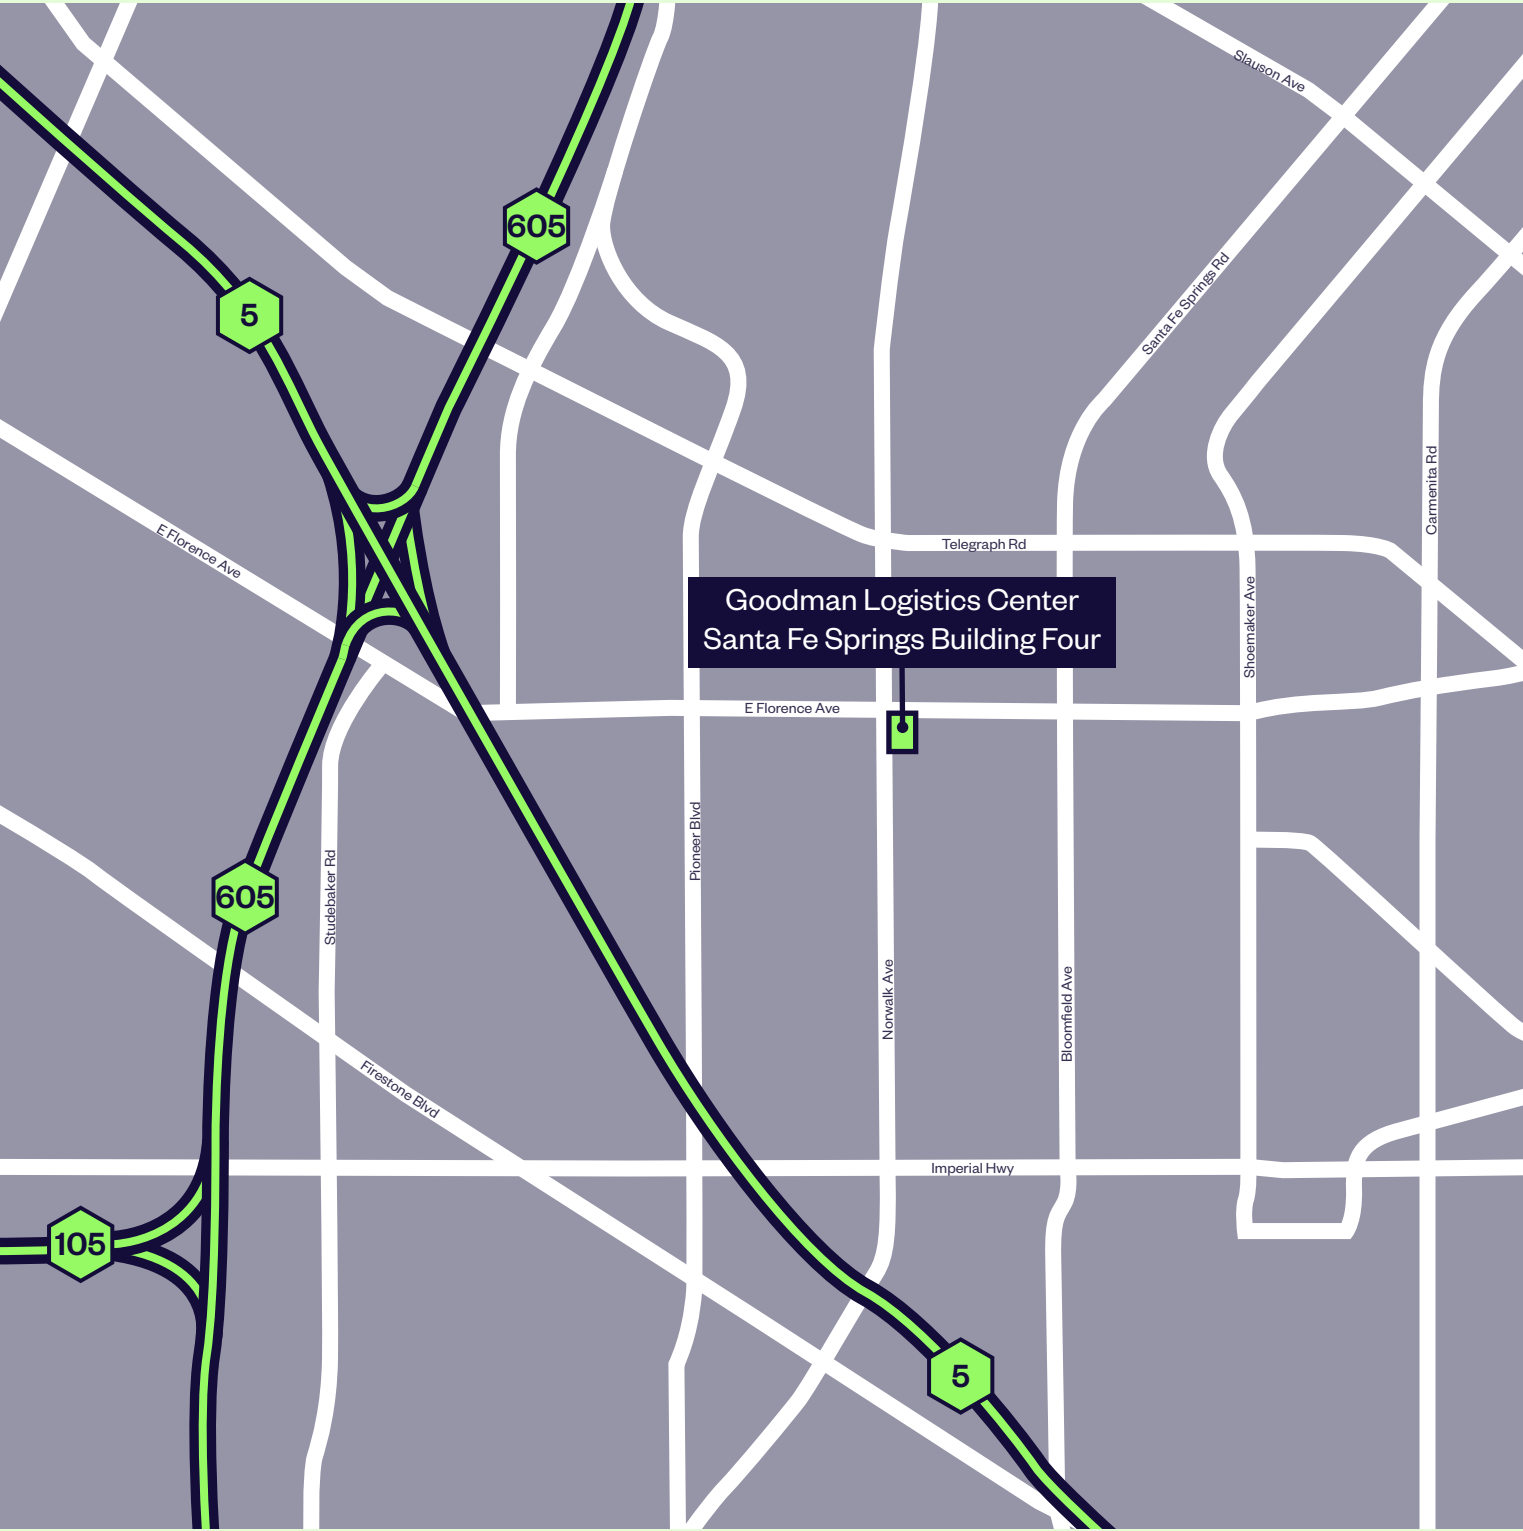 Slauson Ave
605
Santa Fe Springs Rd
5
Carmenita Rd
E Florence Ave
Telegraph Rd
Goodman Logistics Center
Santa Fe Springs Building Four
Shoemaker Ave
E Florence Ave
Pioneer Blvd
605
Studebaker Rd
Norwalk Ave
Bloomfield Ave
Firestone Blvd
Imperial Hwy
105
5